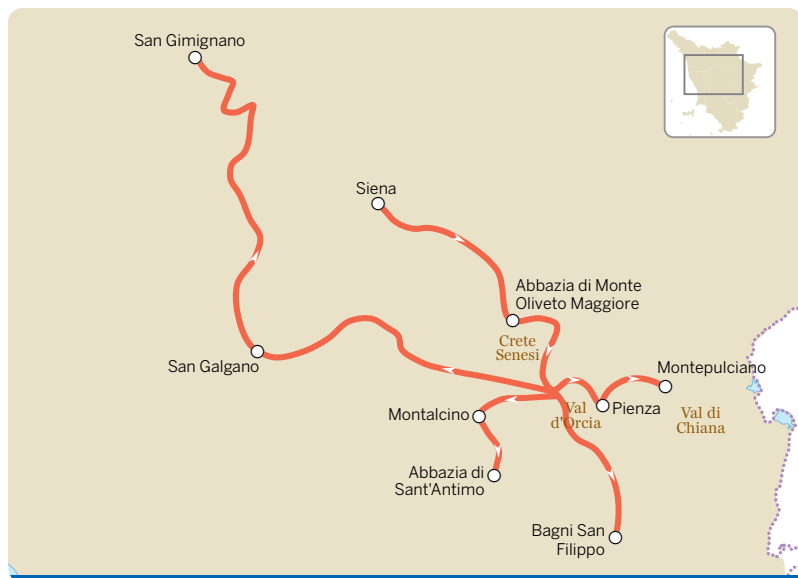 San Gimignano
Siena
Abbazia di Monte
Oliveto Maggiore
Crete
Senesi
San Galgano
Montepulciano
Montalcino
Val
d'Orcia
Pienza
Val di
Chiana
Abbazia di
Sant'Antimo
Bagni San
Filippo